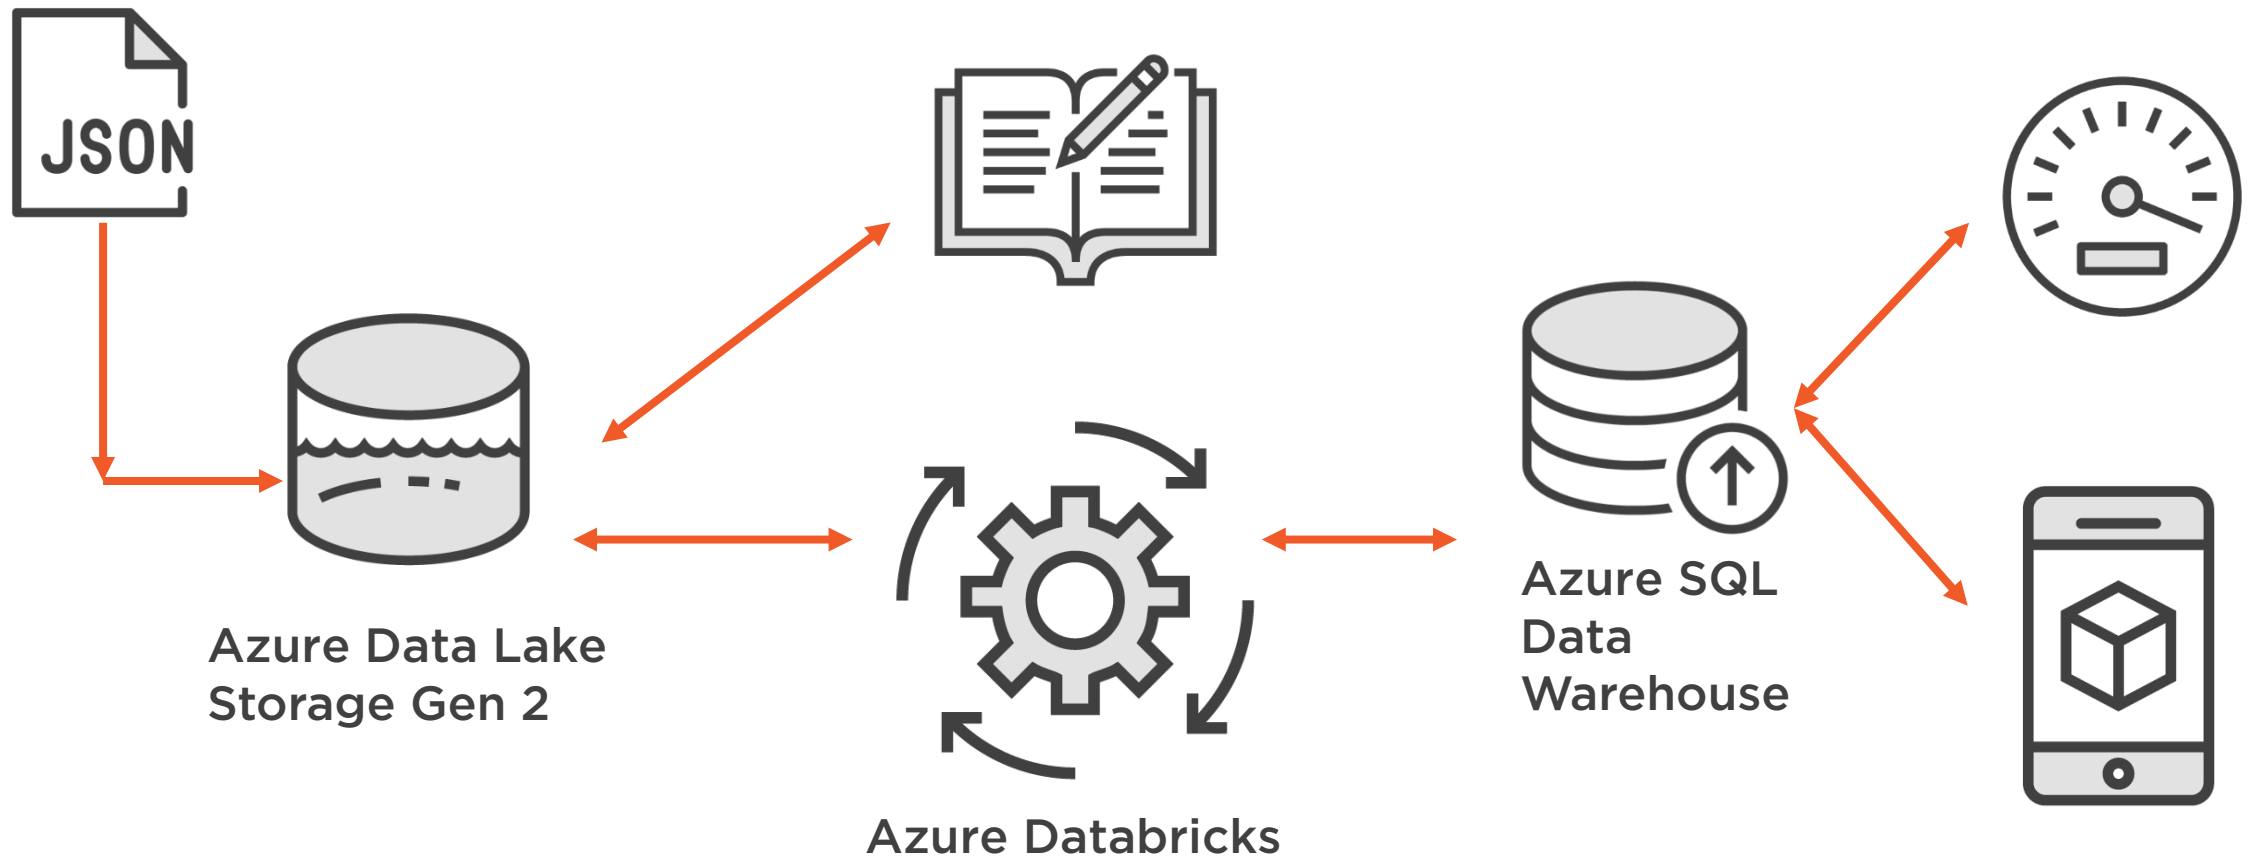 JSON
Azure Data Lake
Storage Gen 2
Azure Databricks
Azure SQL
Data
Warehouse